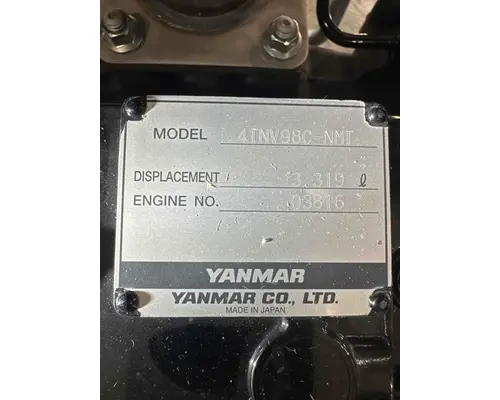 MODEL 4TNV98C-NMT
DISPLACEMENT 3.319 ℓ
ENGINE NO. 03816
YANMAR
YANMAR CO., LTD.
MADE IN JAPAN